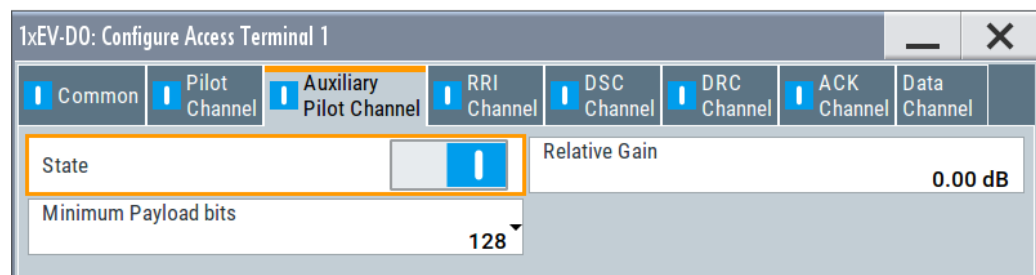 1xEV-DO: Configure Access Terminal 1
Common
Pilot
Channel
Auxiliary
Pilot Channel
RRI
Channel
DSC
Channel
DRC
Channel
ACK
Channel
Data
Channel
State
Relative Gain
0.00 dB
Minimum Payload bits
128